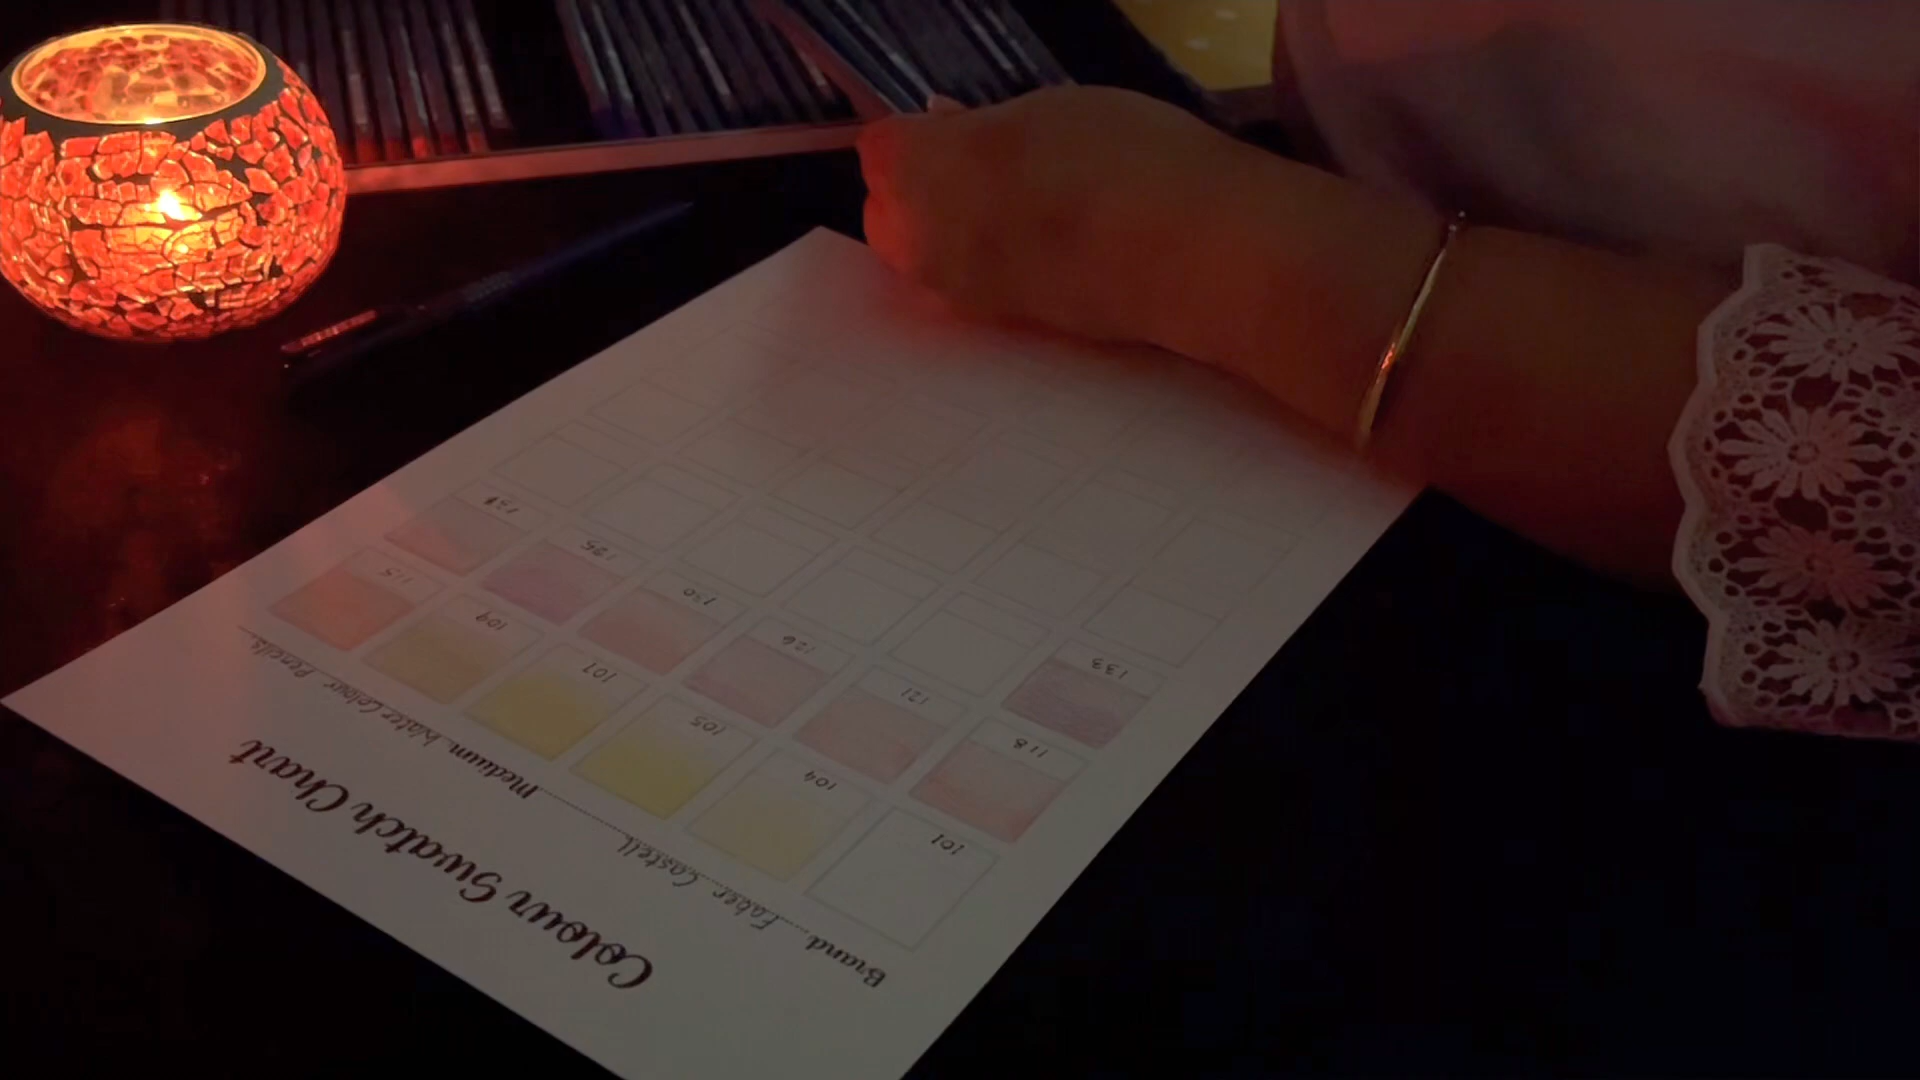 Colour Swatch Chart
Brand Faber Castell Medium Water Colour Pencils
101 104 105 107 109 115
118 121 126 130 135
133